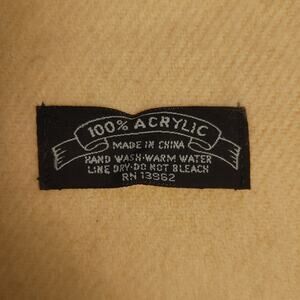 100% ACRYLIC
MADE IN CHINA
HAND WASH·WARM WATER
LINE DRY·DO NOT BLEACH
RN 13962